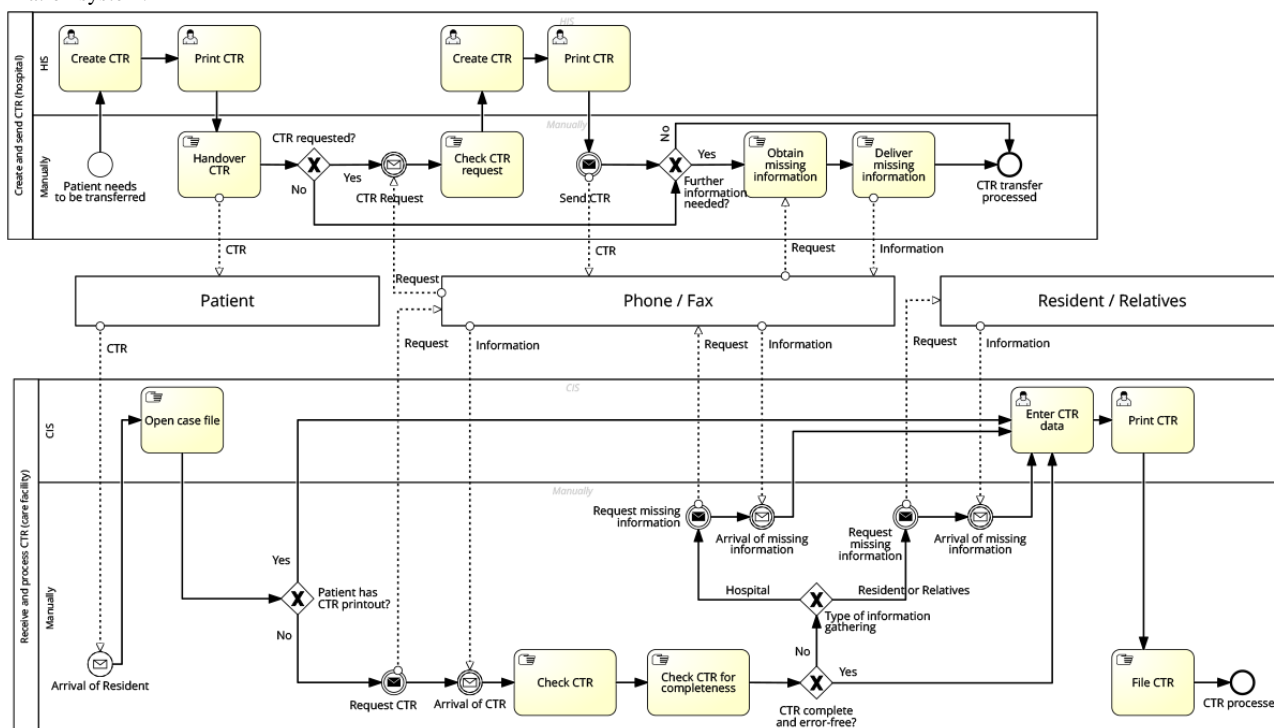 HIS
Create CTR
Print CTR
Create CTR
Print CTR
HIS
Create and send CTR (hospital)
Manually
Manually
Patient needs
to be transferred
Handover
CTR
CTR requested?
Yes
No
CTR Request
Check CTR
request
Send CTR
No
Yes
Further
information
needed?
Obtain
missing
information
Deliver
missing
information
CTR transfer
processed
CTR
Request
CTR
Request
Information
Patient
Phone / Fax
Resident / Relatives
CTR
Request
Information
Request
Information
Request
Information
Receive and process CTR (care facility)
CIS
CIS
Open case file
Enter CTR
data
Print CTR
Manually
Manually
Request missing
information
Arrival of missing
information
Request
missing
information
Arrival of missing
information
Yes
Patient has
CTR printout?
No
Hospital
Resident or Relatives
Type of information
gathering
No
Yes
Arrival of Resident
Request CTR
Arrival of CTR
Check CTR
Check CTR for
completeness
CTR complete
and error-free?
File CTR
CTR processe